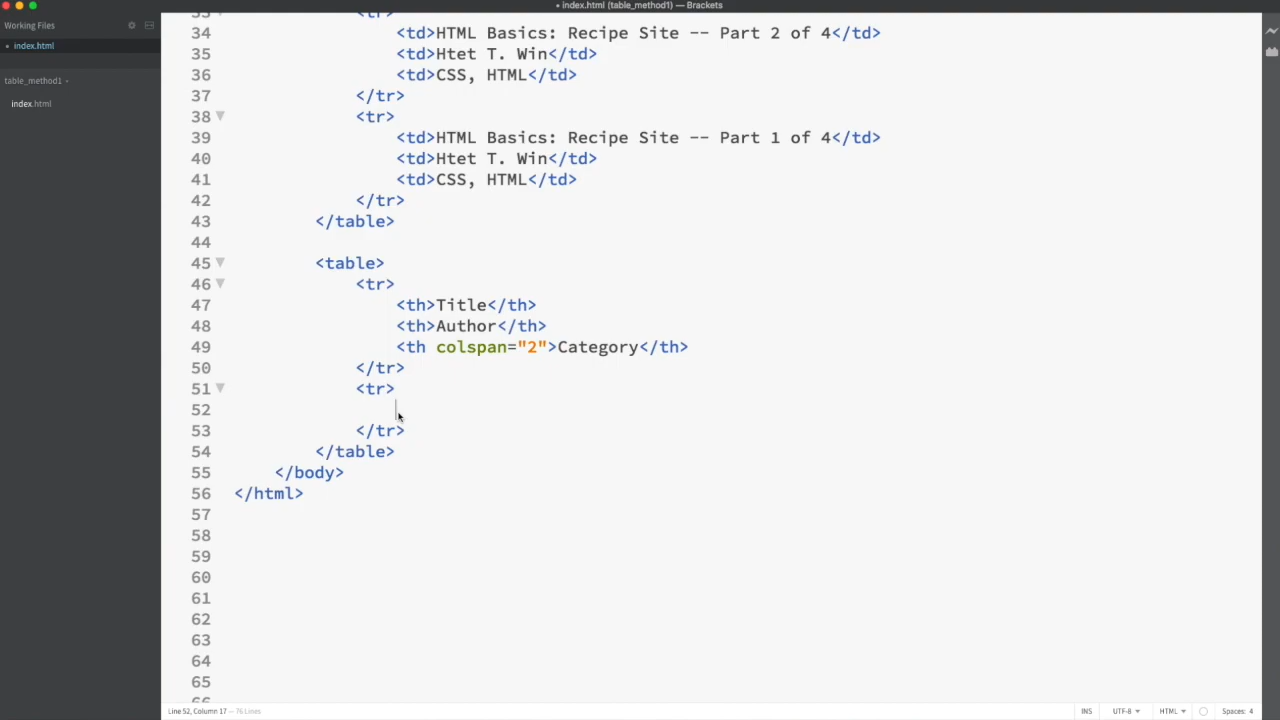 • index.html (table_method1) — Brackets
Working Files
• index.html
table_method1
index.html
33 <tr>
34 <td>HTML Basics: Recipe Site -- Part 2 of 4</td>
35 <td>Htet T. Win</td>
36 <td>CSS, HTML</td>
37 </tr>
38 <tr>
39 <td>HTML Basics: Recipe Site -- Part 1 of 4</td>
40 <td>Htet T. Win</td>
41 <td>CSS, HTML</td>
42 </tr>
43 </table>
44
45 <table>
46 <tr>
47 <th>Title</th>
48 <th>Author</th>
49 <th colspan="2">Category</th>
50 </tr>
51 <tr>
52
53 </tr>
54 </table>
55 </body>
56 </html>
57
58
59
60
61
62
63
64
65
66
Line 52, Column 17 — 76 Lines
INS UTF-8 HTML Spaces: 4